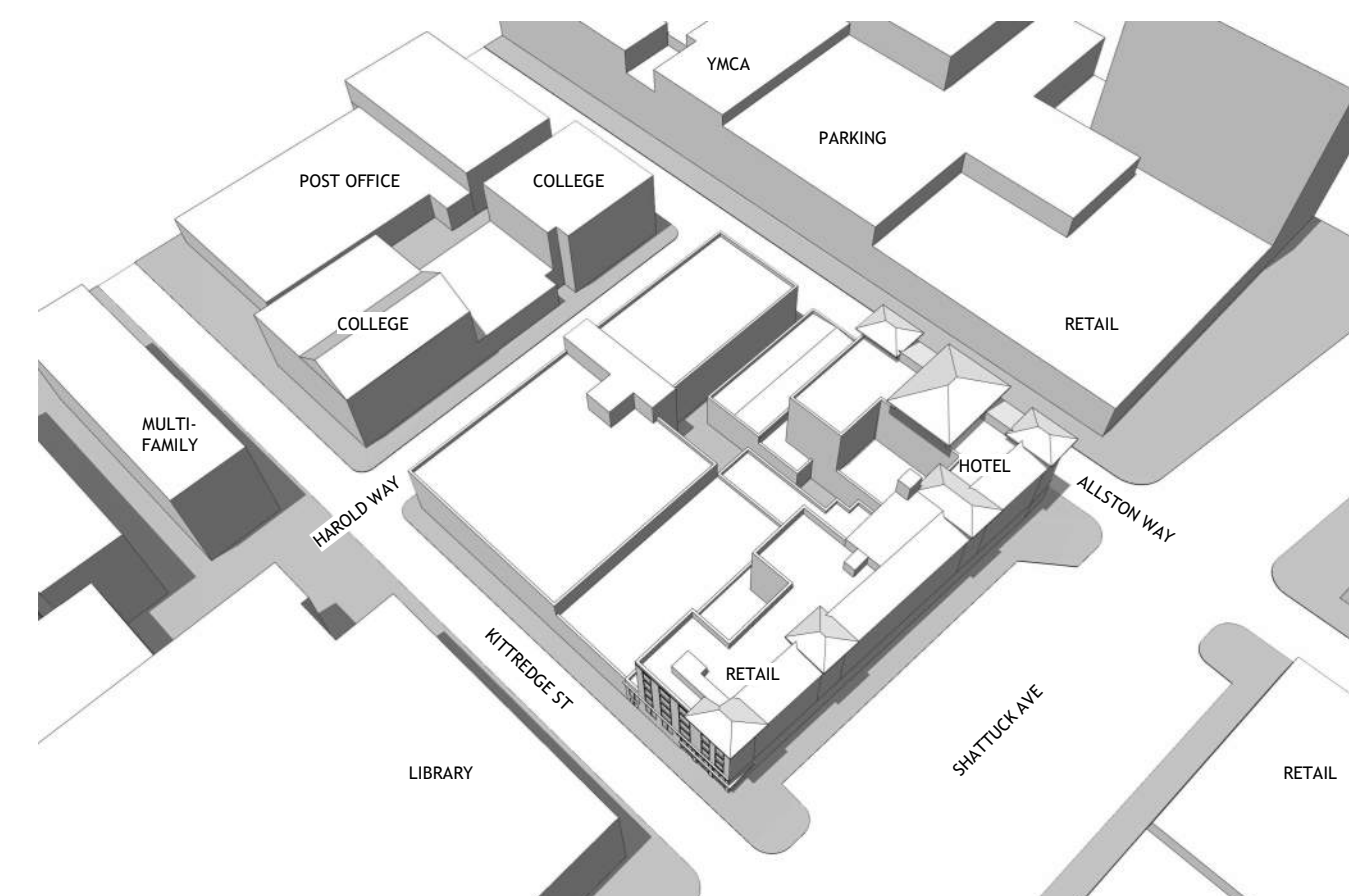 YMCA
PARKING
POST OFFICE
COLLEGE
COLLEGE
RETAIL
MULTI-
FAMILY
HAROLD WAY
HOTEL
ALLSTON WAY
KITTREDGE ST
RETAIL
SHATTUCK AVE
LIBRARY
RETAIL